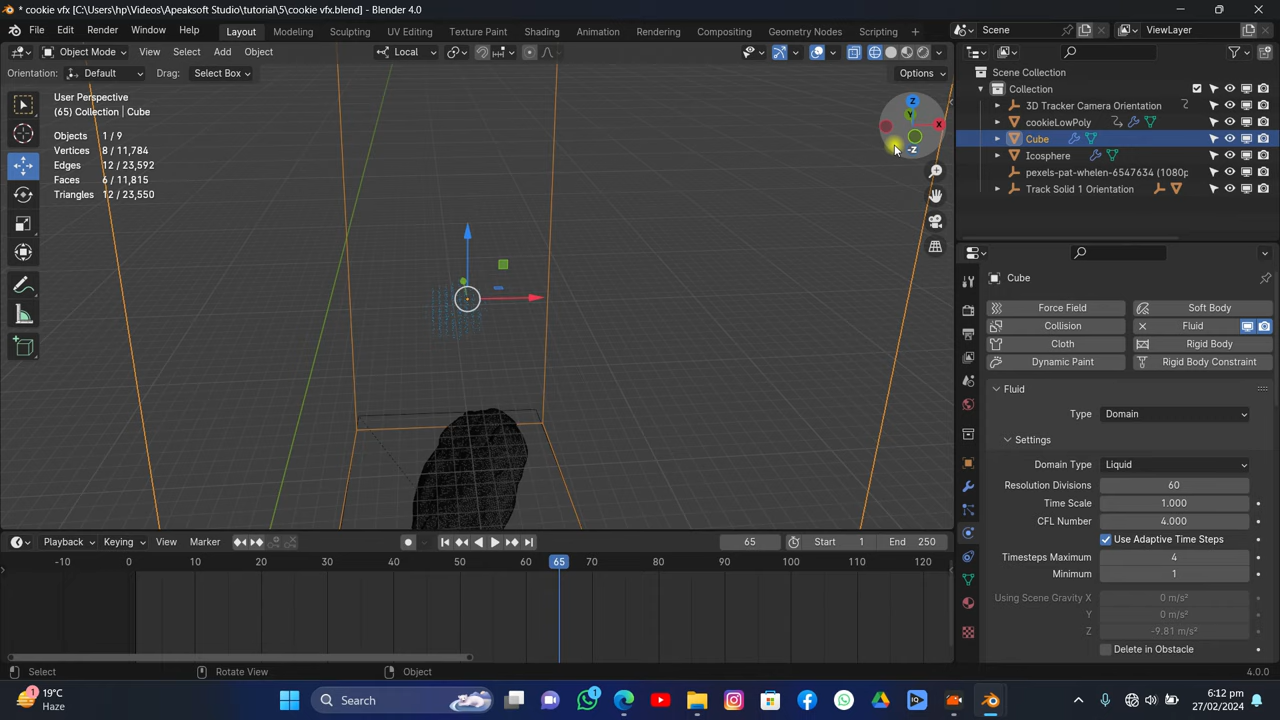 * cookie vfx [C:\Users\hp\Videos\Apeaksoft Studio\tutorial\5\cookie vfx.blend] - Blender 4.0
File Edit Render Window Help Layout Modeling Sculpting UV Editing Texture Paint Shading Animation Rendering Compositing Geometry Nodes Scripting + Scene ViewLayer
Object Mode View Select Add Object Local
Orientation: Default Drag: Select Box Options
User Perspective
(65) Collection | Cube
Objects 1 / 9
Vertices 8 / 11,784
Edges 12 / 23,592
Faces 6 / 11,815
Triangles 12 / 23,550
Z
Y
X
-Z
Scene Collection
Collection
3D Tracker Camera Orientation
cookieLowPoly
Cube
Icosphere
pexels-pat-whelen-6547634 (1080p
Track Solid 1 Orientation
Cube
Force Field Soft Body
Collision Fluid
Cloth Rigid Body
Dynamic Paint Rigid Body Constraint
Fluid
Type Domain
Settings
Domain Type Liquid
Resolution Divisions 60
Time Scale 1.000
CFL Number 4.000
Use Adaptive Time Steps
Timesteps Maximum 4
Minimum 1
Using Scene Gravity X 0 m/s²
Y 0 m/s²
Z -9.81 m/s²
Delete in Obstacle
Playback Keying View Marker 65 Start 1 End 250
-10 0 10 20 30 40 50 60 65 70 80 90 100 110 120
Select Rotate View Object 4.0.0
19°C
Haze
Search
1
IQ
6:12 pm
27/02/2024